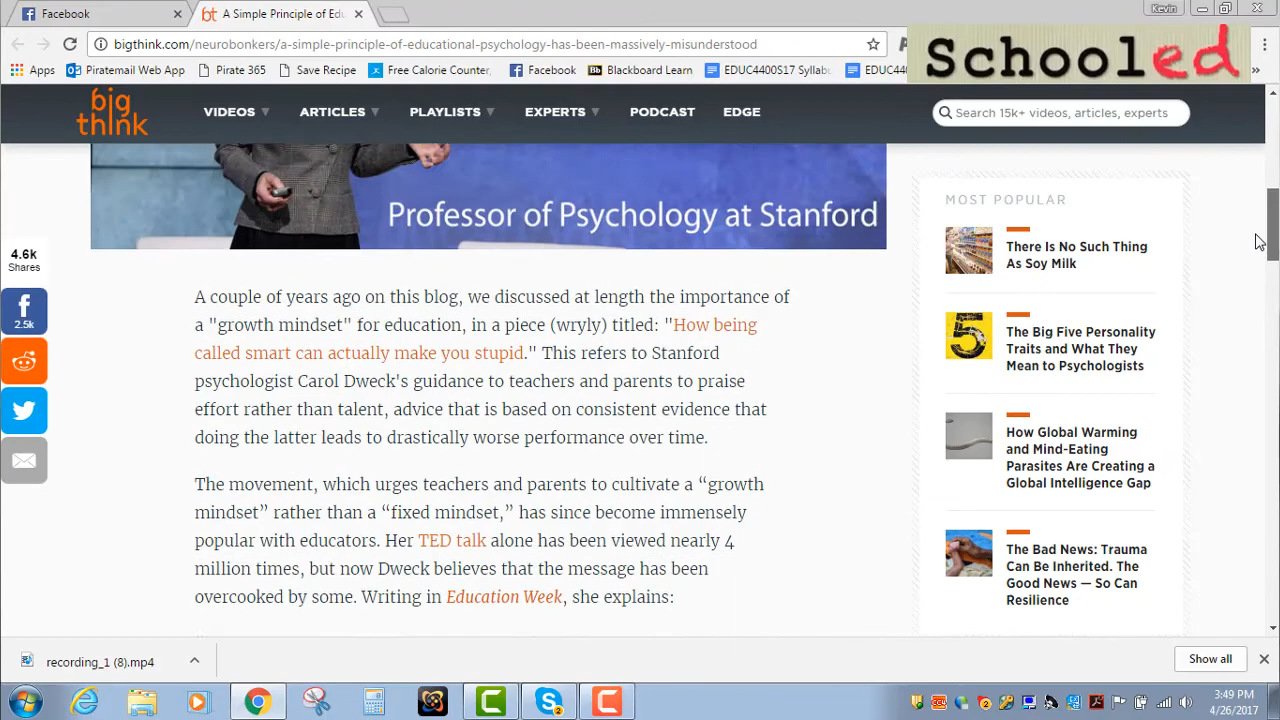 Facebook
A Simple Principle of Edu
Kevin
bigthink.com/neurobonkers/a-simple-principle-of-educational-psychology-has-been-massively-misunderstood
Schooled
Apps
Piratemail Web App
Pirate 365
Save Recipe
Free Calorie Counter,
Facebook
Blackboard Learn
EDUC4400S17 Syllab
EDUC44
big
think
VIDEOS
ARTICLES
PLAYLISTS
EXPERTS
PODCAST
EDGE
Search 15k+ videos, articles, experts
Professor of Psychology at Stanford
4.6k
Shares
2.5k
A couple of years ago on this blog, we discussed at length the importance of
a "growth mindset" for education, in a piece (wryly) titled: "How being
called smart can actually make you stupid." This refers to Stanford
psychologist Carol Dweck's guidance to teachers and parents to praise
effort rather than talent, advice that is based on consistent evidence that
doing the latter leads to drastically worse performance over time.
The movement, which urges teachers and parents to cultivate a “growth
mindset” rather than a “fixed mindset,” has since become immensely
popular with educators. Her TED talk alone has been viewed nearly 4
million times, but now Dweck believes that the message has been
overcooked by some. Writing in Education Week, she explains:
MOST POPULAR
There Is No Such Thing
As Soy Milk
5
The Big Five Personality
Traits and What They
Mean to Psychologists
How Global Warming
and Mind-Eating
Parasites Are Creating a
Global Intelligence Gap
The Bad News: Trauma
Can Be Inherited. The
Good News — So Can
Resilience
recording_1 (8).mp4
Show all
3:49 PM
4/26/2017